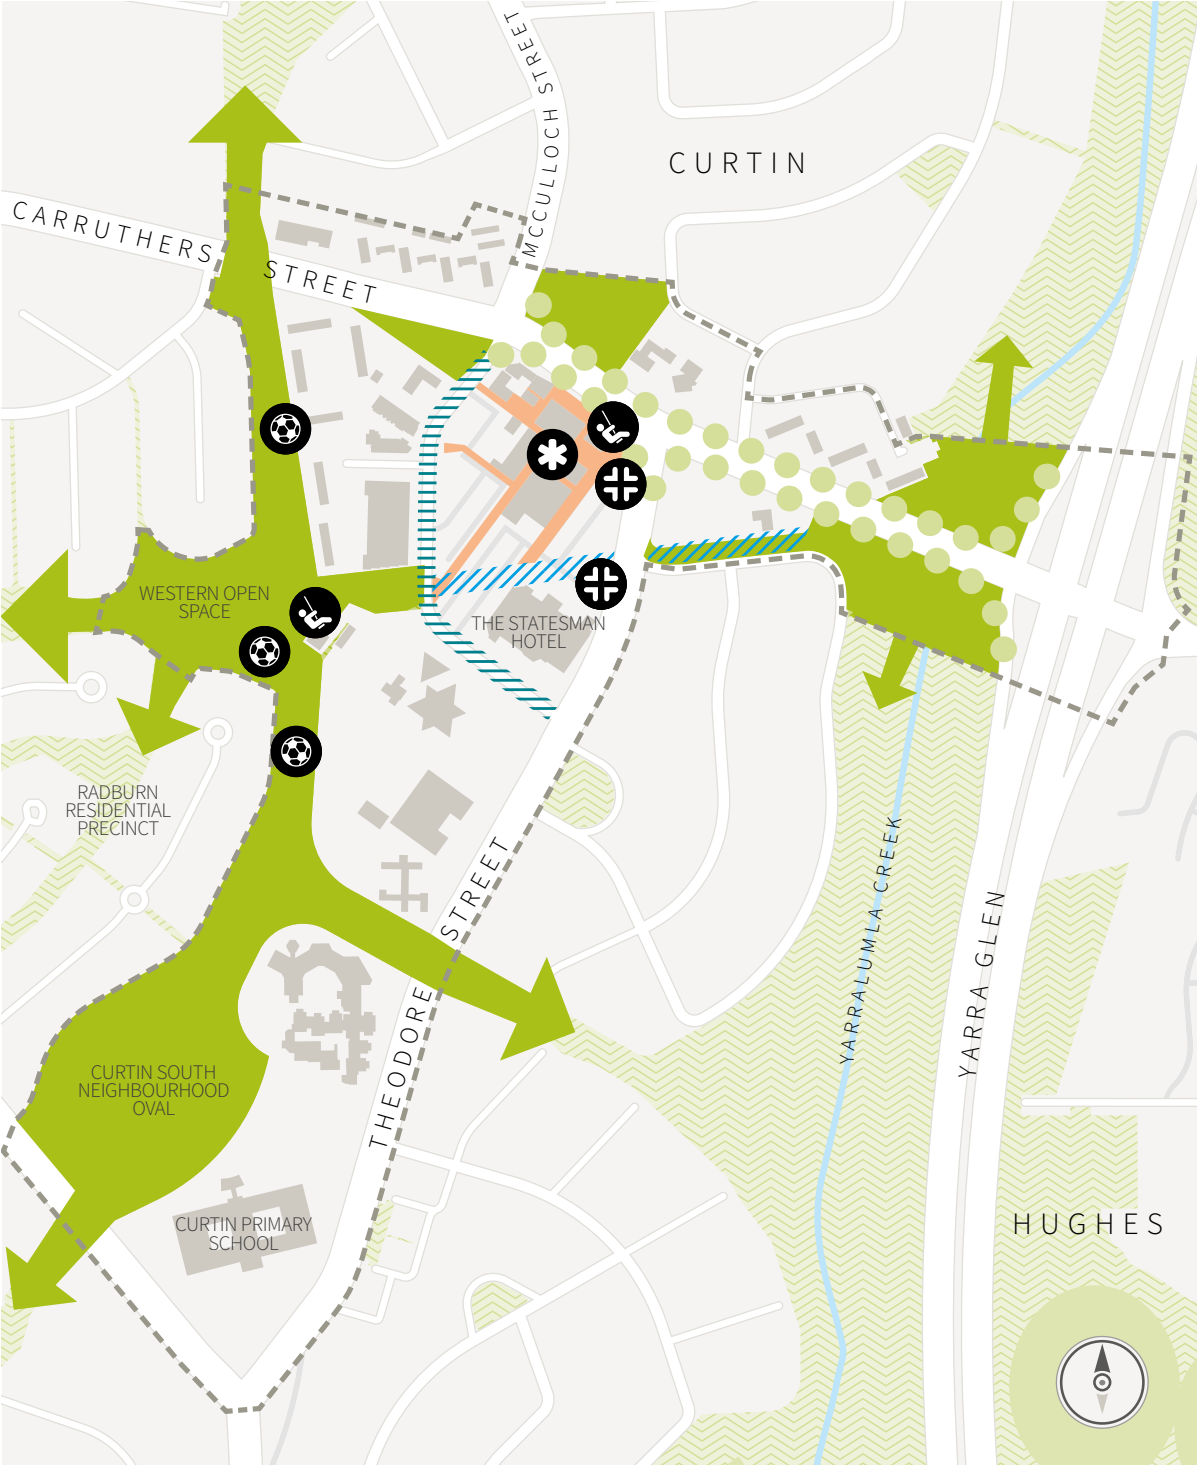 MCCULLOCH STREET
CURTIN
CARRUTHERS STREET
WESTERN OPEN
SPACE
THE STATESMAN
HOTEL
RADBURN
RESIDENTIAL
PRECINCT
THEODORE STREET
YARRALUMLA CREEK
YARRA GLEN
CURTIN SOUTH
NEIGHBOURHOOD
OVAL
CURTIN PRIMARY
SCHOOL
HUGHES